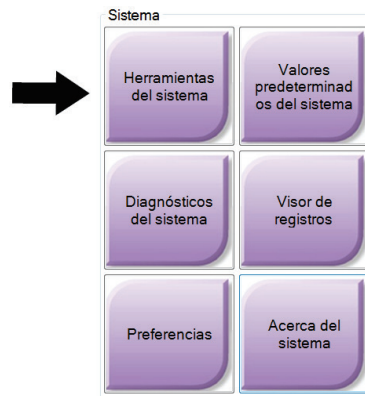 Sistema
Herramientas
del sistema
Valores
predeterminad
os del sistema
Diagnósticos
del sistema
Visor de
registros
Preferencias
Acerca del
sistema